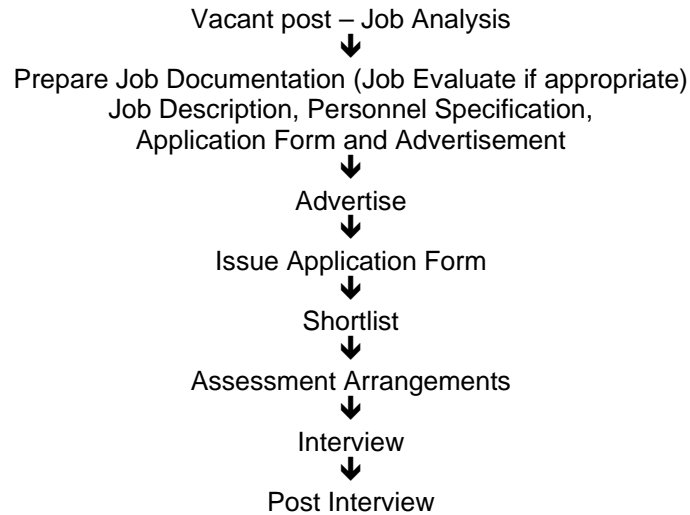 Vacant post – Job Analysis
Prepare Job Documentation (Job Evaluate if appropriate)
Job Description, Personnel Specification,
Application Form and Advertisement
Advertise
Issue Application Form
Shortlist
Assessment Arrangements
Interview
Post Interview